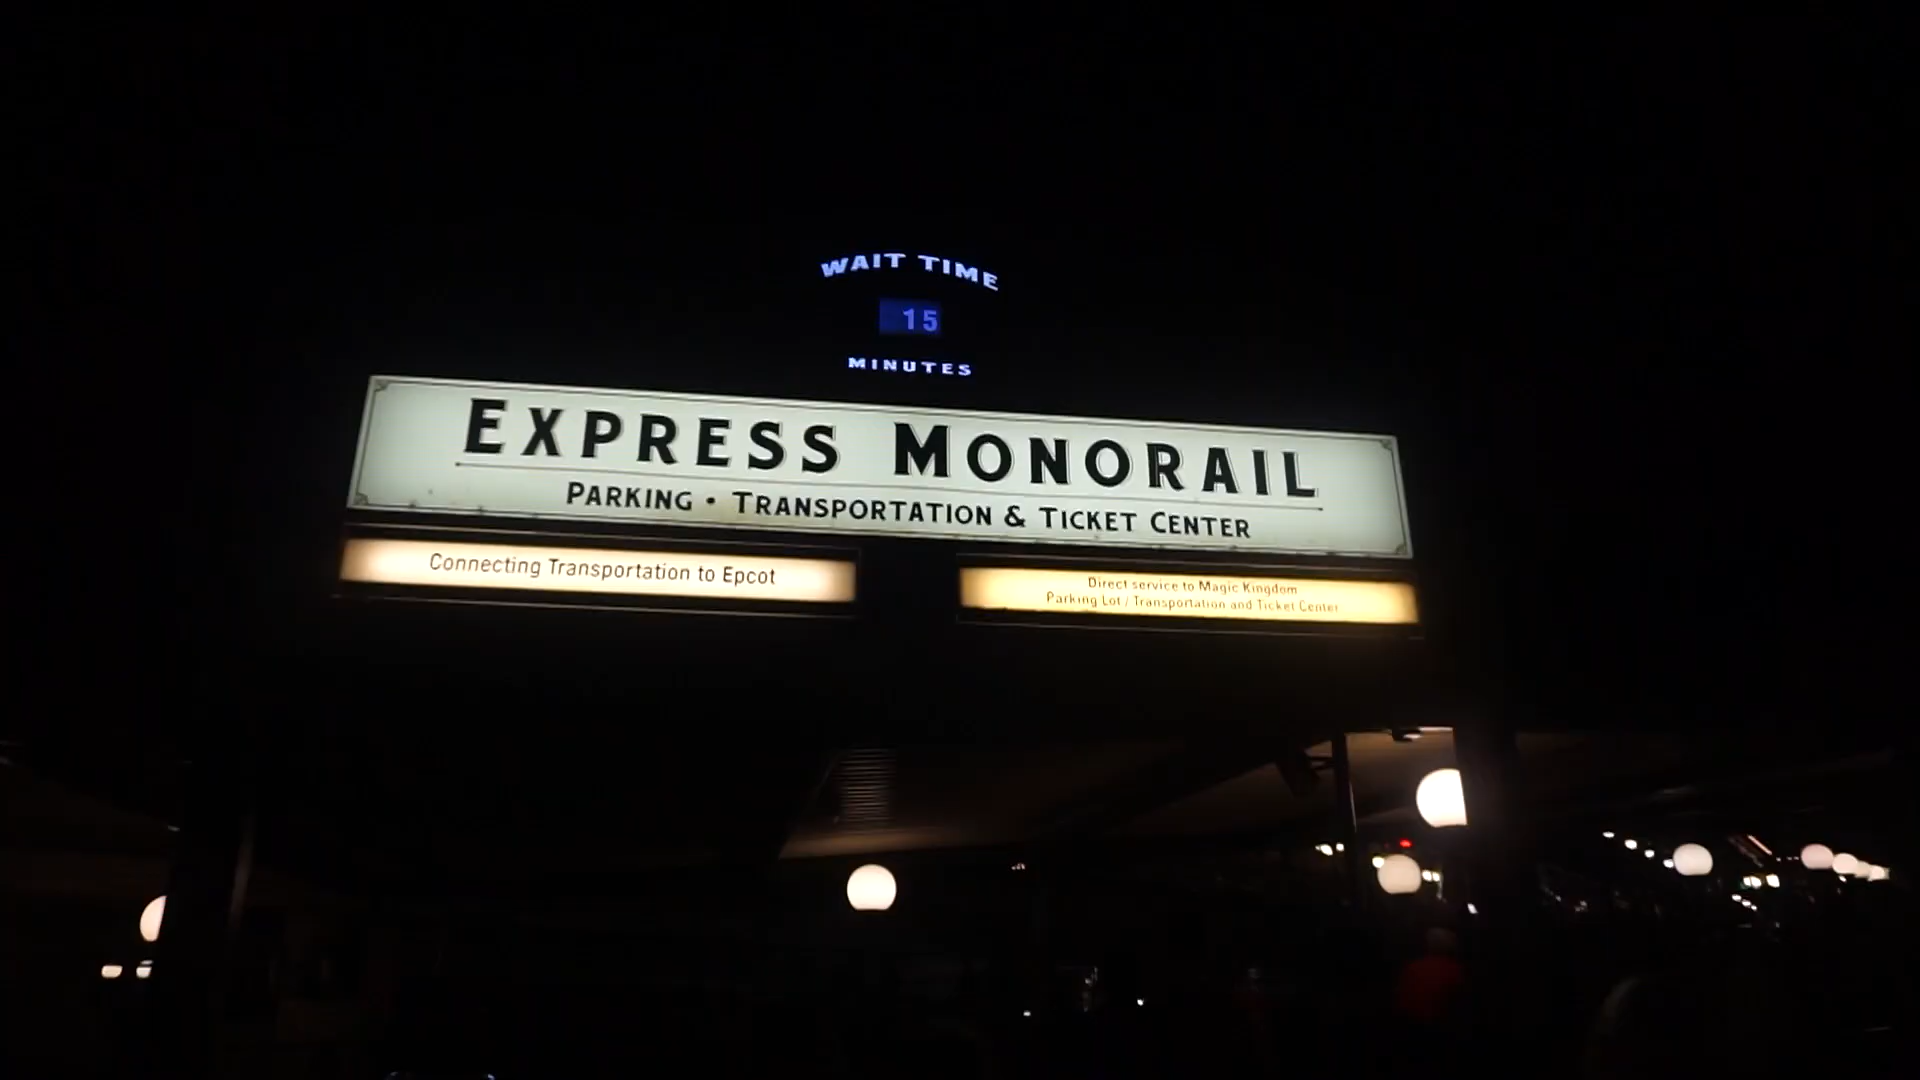 WAIT TIME
15
MINUTES
EXPRESS MONORAIL
PARKING • TRANSPORTATION & TICKET CENTER
Connecting Transportation to Epcot
Direct service to Magic Kingdom
Parking Lot / Transportation and Ticket Center